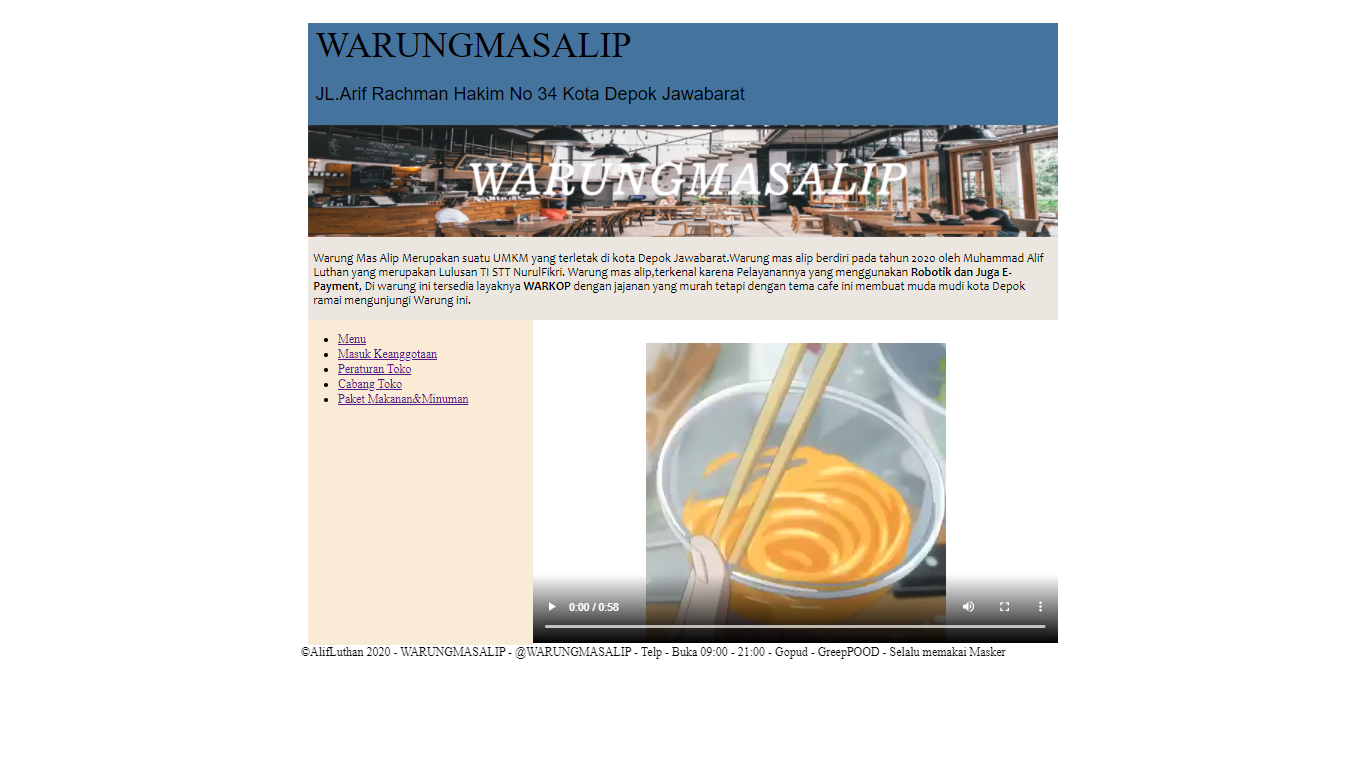 WARUNGMASALIP
JL.Arif Rachman Hakim No 34 Kota Depok Jawabarat
WARUNGMASALIP
Warung Mas Alip Merupakan suatu UMKM yang terletak di kota Depok Jawabarat.Warung mas alip berdiri pada tahun 2020 oleh Muhammad Alif
Luthan yang merupakan Lulusan TI STT NurulFikri. Warung mas alip,terkenal karena Pelayanannya yang menggunakan Robotik dan Juga E-
Payment, Di warung ini tersedia layaknya WARKOP dengan jajanan yang murah tetapi dengan tema cafe ini membuat muda mudi kota Depok
ramai mengunjungi Warung ini.
Menu
Masuk Keanggotaan
Peraturan Toko
Cabang Toko
Paket Makanan&Minuman
0:00 / 0:58
©AlifLuthan 2020 - WARUNGMASALIP - @WARUNGMASALIP - Telp - Buka 09:00 - 21:00 - Gopud - GreepPOOD - Selalu memakai Masker